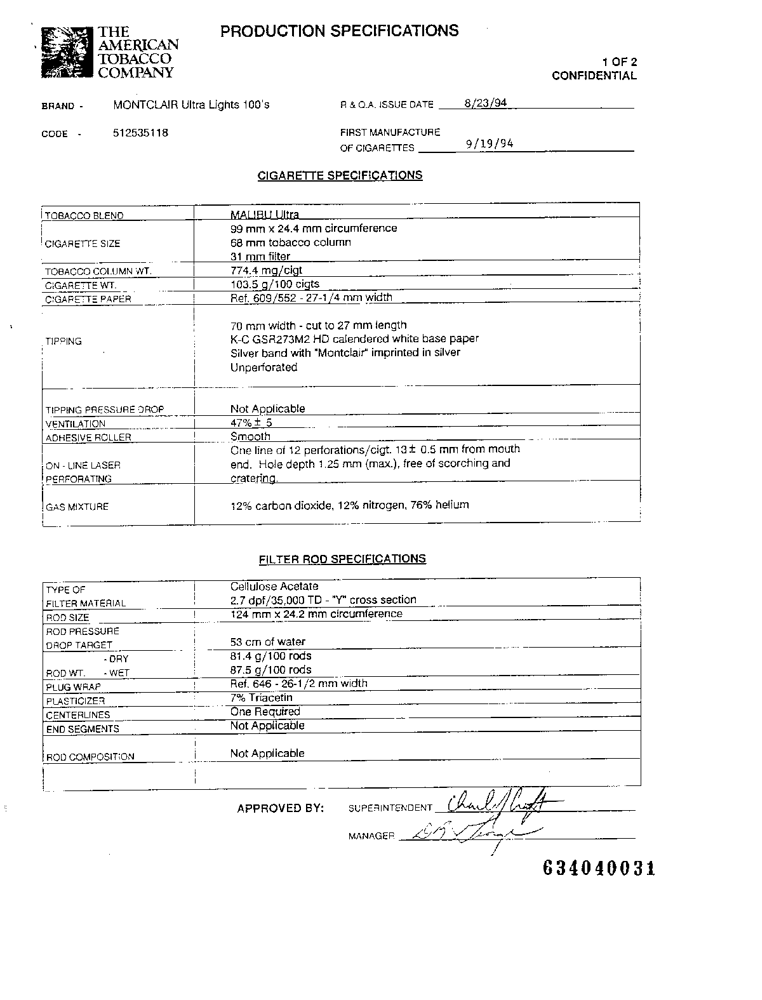 THE
AMERICAN
TOBACCO
COMPANY
PRODUCTION SPECIFICATIONS
1 OF 2
CONFIDENTIAL
BRAND - MONTCLAIR Ultra Lights 100's
R & Q.A. ISSUE DATE 8/23/94
CODE - 512535118
FIRST MANUFACTURE
OF CIGARETTES 9/19/94
CIGARETTE SPECIFICATIONS
TOBACCO BLEND MALIBU Ultra
99 mm x 24.4 mm circumference
CIGARETTE SIZE 68 mm tobacco column
31 mm filter
TOBACCO COLUMN WT. 774.4 mg/cigt
CIGARETTE WT. 103.5 g/100 cigts
CIGARETTE PAPER Ref. 609/552 - 27-1/4 mm width
70 mm width - cut to 27 mm length
TIPPING K-C GSR273M2 HD calendered white base paper
Silver band with "Montclair" imprinted in silver
Unperforated
TIPPING PRESSURE DROP Not Applicable
VENTILATION 47% ± 5
ADHESIVE ROLLER Smooth
One line of 12 perforations/cigt. 13 ± 0.5 mm from mouth
ON - LINE LASER end. Hole depth 1.25 mm (max.), free of scorching and
PERFORATING cratering.
GAS MIXTURE 12% carbon dioxide, 12% nitrogen, 76% helium
FILTER ROD SPECIFICATIONS
TYPE OF Cellulose Acetate
FILTER MATERIAL 2.7 dpf/35,000 TD - "Y" cross section
ROD SIZE 124 mm x 24.2 mm circumference
ROD PRESSURE
DROP TARGET 53 cm of water
- DRY 81.4 g/100 rods
ROD WT. - WET 87.5 g/100 rods
PLUG WRAP Ref. 646 - 26-1/2 mm width
PLASTICIZER 7% Triacetin
CENTERLINES One Required
END SEGMENTS Not Applicable
ROD COMPOSITION Not Applicable
APPROVED BY: SUPERINTENDENT
MANAGER
634040031